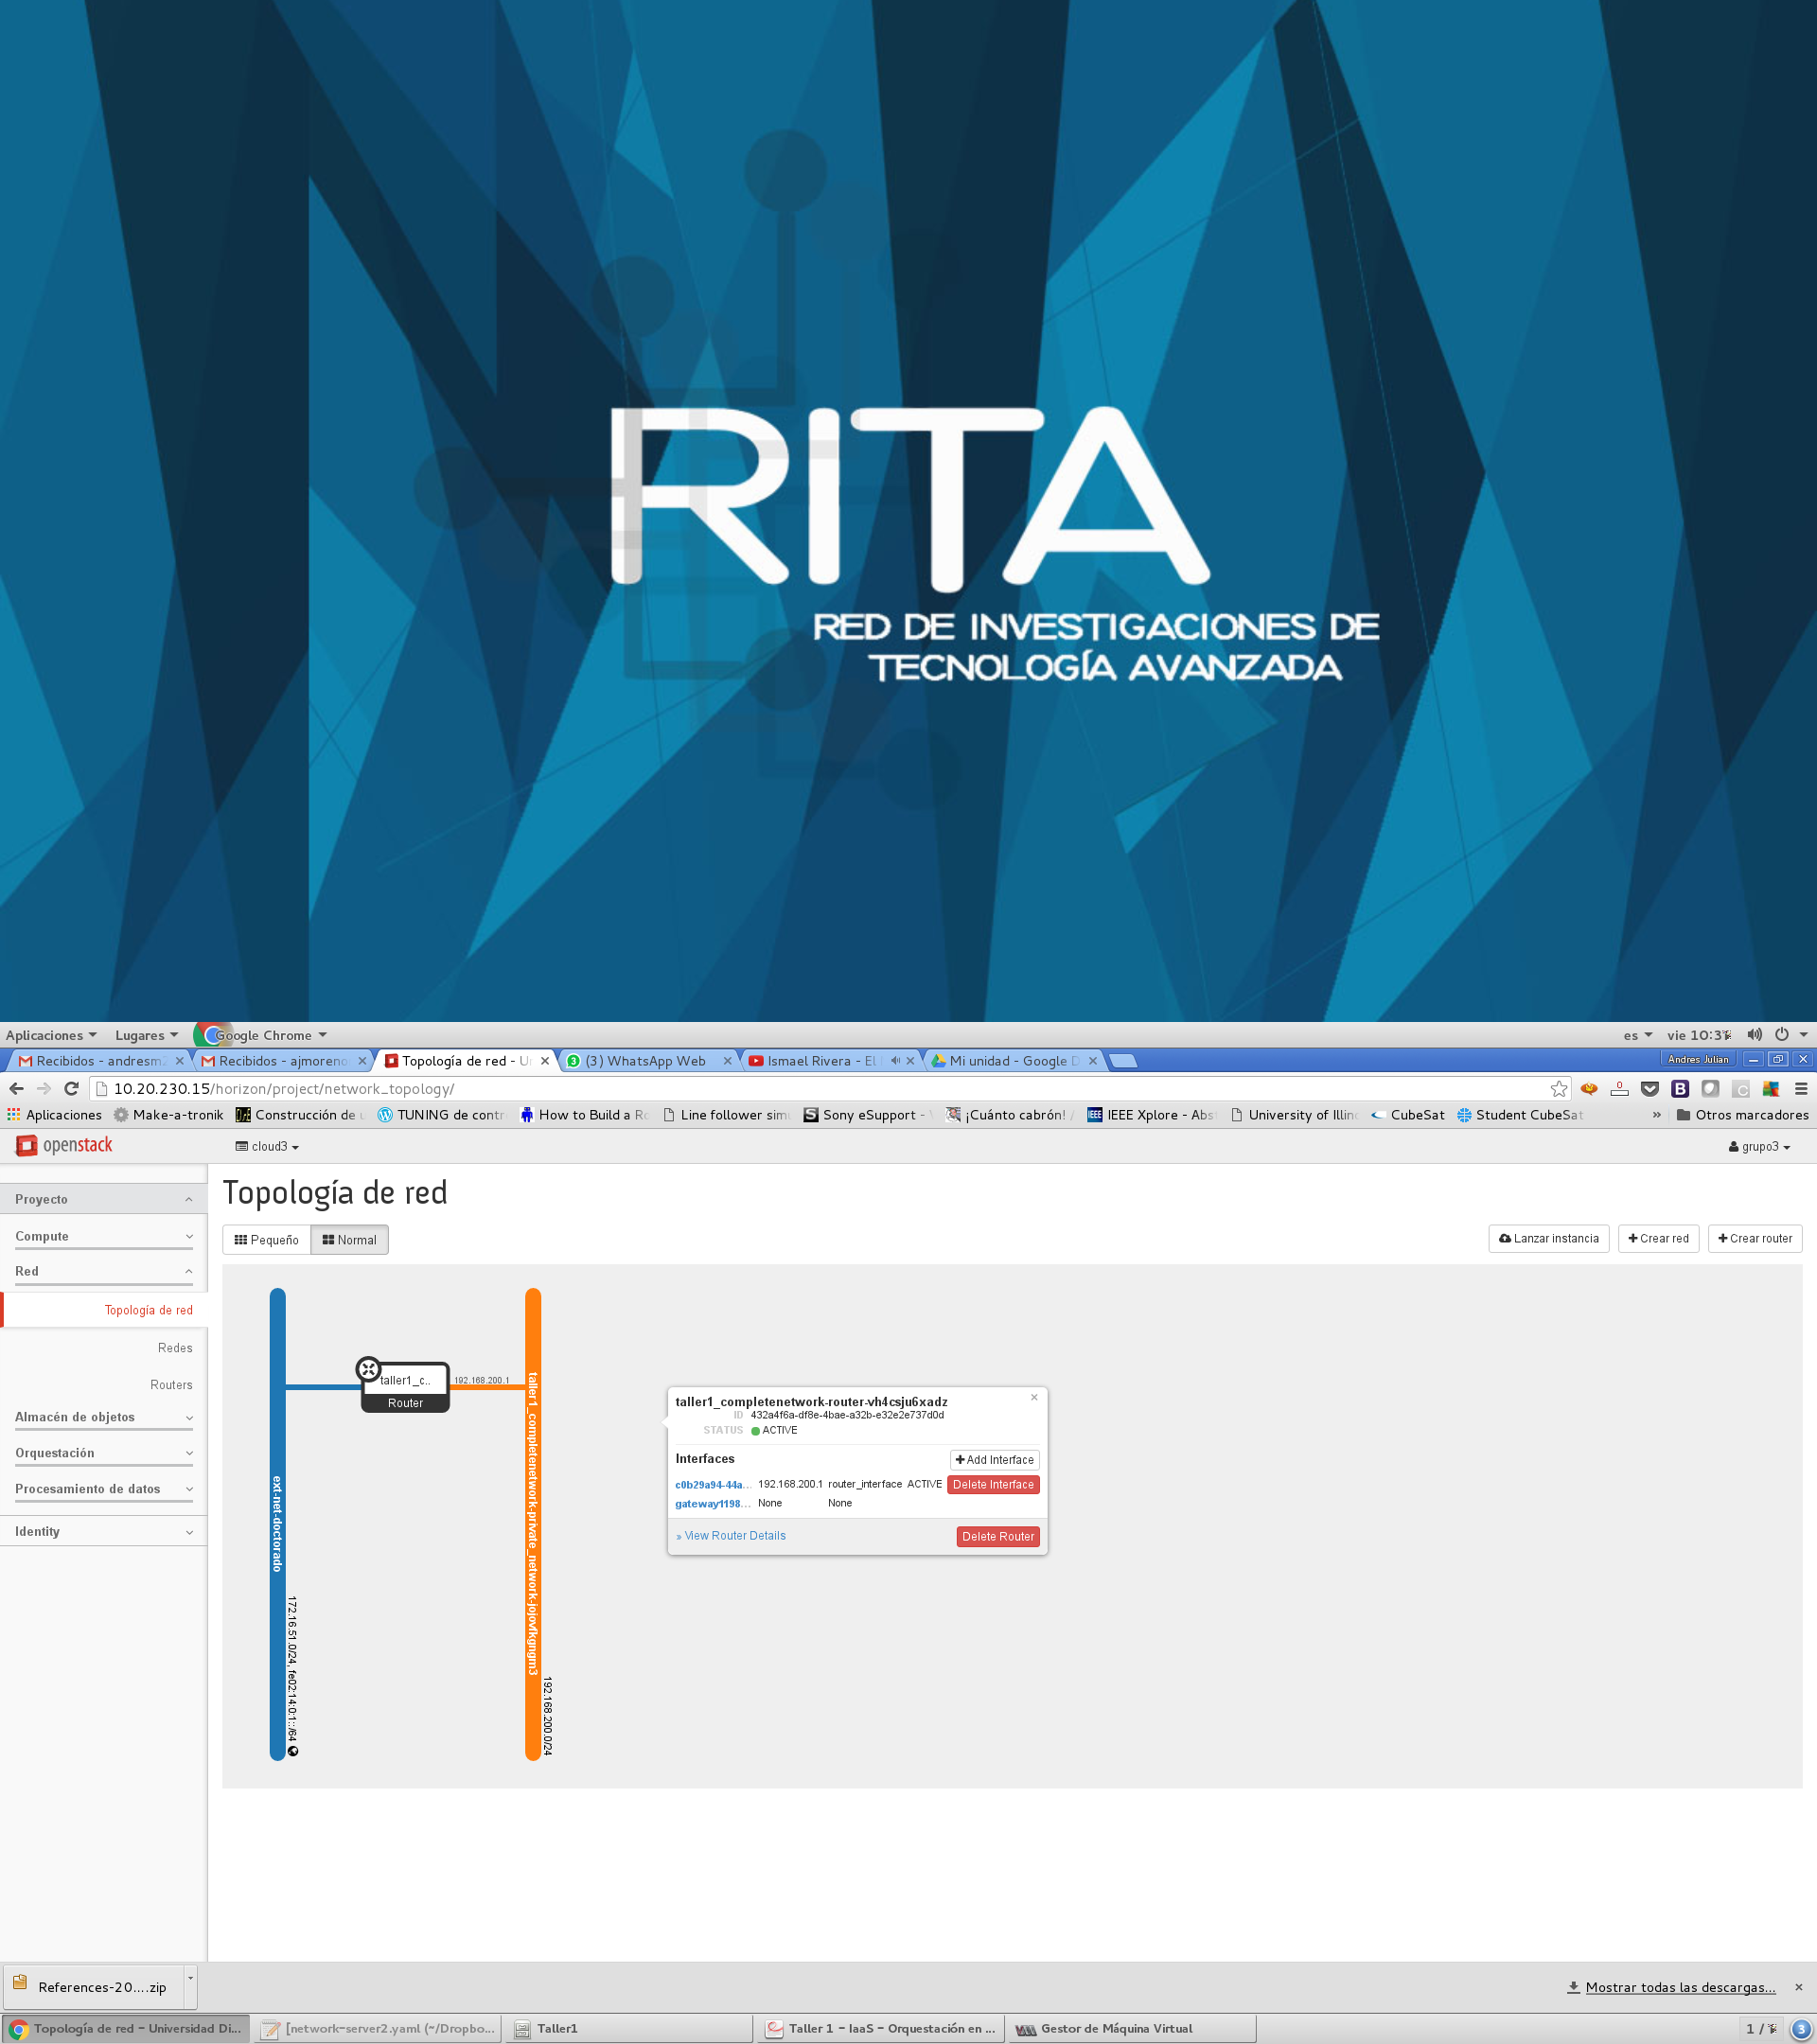 RiTA
RED DE INVESTIGACIONES DE
TECNOLOGÍA AVANZADA
Aplicaciones Lugares Google Chrome es vie 10:3
Recibidos - andresm Recibidos - ajmoreno Topología de red - U (3) WhatsApp Web Ismael Rivera - El Mi unidad - Google D Andres Julian
10.20.230.15/horizon/project/network_topology/
Aplicaciones Make-a-tronik Construcción de TUNING de contr How to Build a Ro Line follower simu Sony eSupport - ¡Cuánto cabrón! / IEEE Xplore - Abs University of Illin CubeSat Student CubeSat » Otros marcadores
openstack cloud3 grupo3
Proyecto
Compute
Red
Topología de red
Redes
Routers
Almacén de objetos
Orquestación
Procesamiento de datos
Identity
Topología de red
Pequeño Normal Lanzar instancia Crear red Crear router
ext-net-doctorado
172.16.51.0/24, fe02:14:0:1::/64
taller1_c..
Router
192.168.200.1
taller1_completenetwork-private_network-jojovfkgngm3
192.168.200.0/24
taller1_completenetwork-router-vh4csju6xadz ×
ID 432a4f6a-df8e-4bae-a32b-e32e2e737d0d
STATUS ACTIVE
Interfaces Add Interface
c0b29a94-44a... 192.168.200.1 router_interface ACTIVE Delete Interface
gateway1198... None None
» View Router Details Delete Router
References-20....zip Mostrar todas las descargas...
Topología de red - Universidad Di... [network-server2.yaml (~/Dropbo... Taller1 Taller 1 - IaaS - Orquestación en ... Gestor de Máquina Virtual 1 / 3